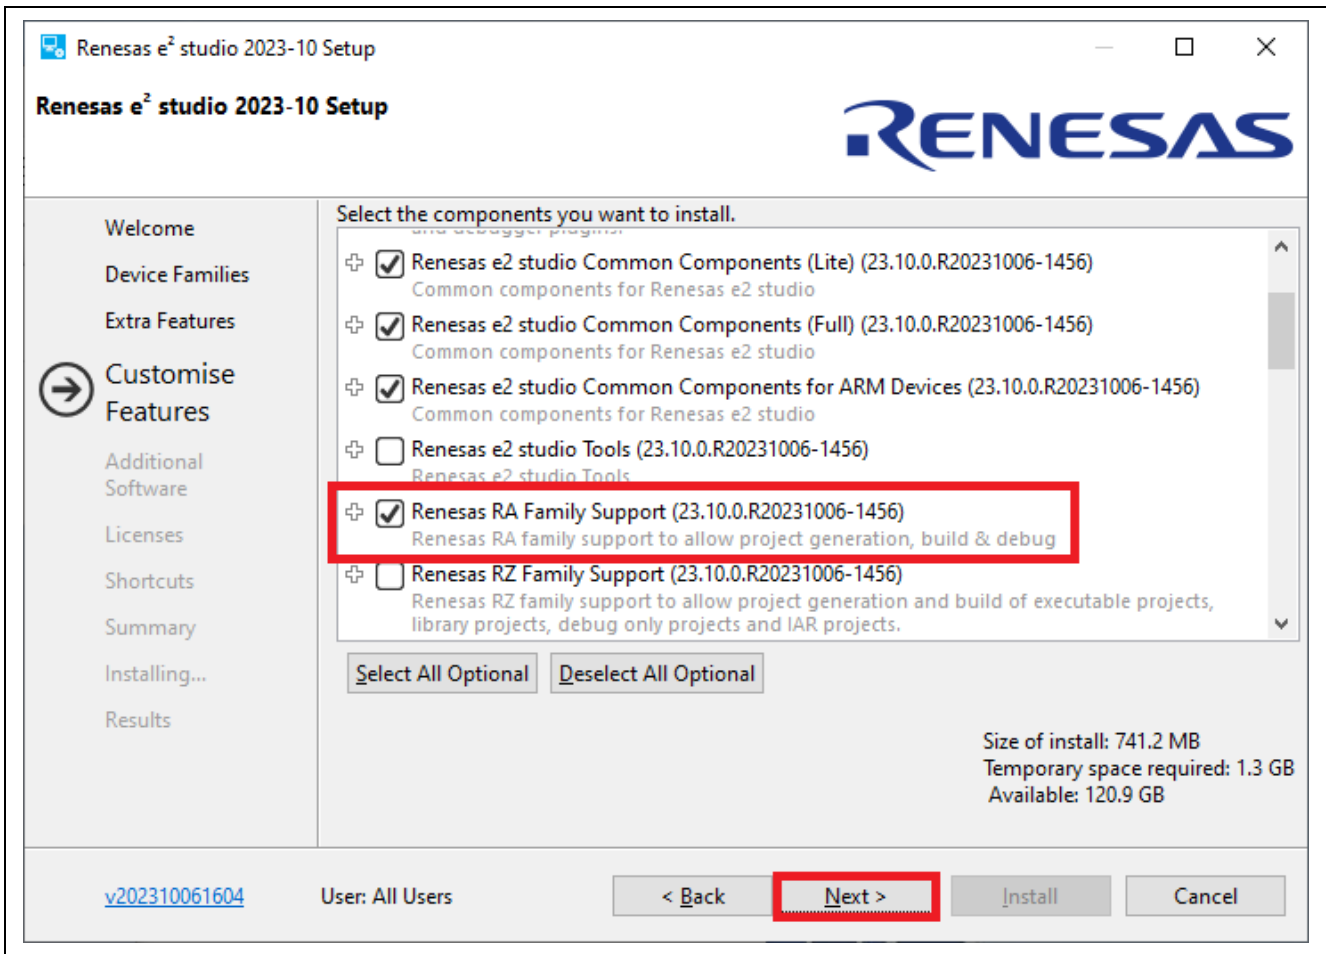 Renesas e² studio 2023-10 Setup
Renesas e² studio 2023-10 Setup
RENESAS
Welcome
Device Families
Extra Features
Customise
Features
Additional
Software
Licenses
Shortcuts
Summary
Installing...
Results
Select the components you want to install.
and debugger plugins.
Renesas e2 studio Common Components (Lite) (23.10.0.R20231006-1456)
Common components for Renesas e2 studio
Renesas e2 studio Common Components (Full) (23.10.0.R20231006-1456)
Common components for Renesas e2 studio
Renesas e2 studio Common Components for ARM Devices (23.10.0.R20231006-1456)
Common components for Renesas e2 studio
Renesas e2 studio Tools (23.10.0.R20231006-1456)
Renesas e2 studio Tools
Renesas RA Family Support (23.10.0.R20231006-1456)
Renesas RA family support to allow project generation, build & debug
Renesas RZ Family Support (23.10.0.R20231006-1456)
Renesas RZ family support to allow project generation and build of executable projects,
library projects, debug only projects and IAR projects.
Select All Optional
Deselect All Optional
Size of install: 741.2 MB
Temporary space required: 1.3 GB
Available: 120.9 GB
v202310061604
User: All Users
< Back
Next >
Install
Cancel